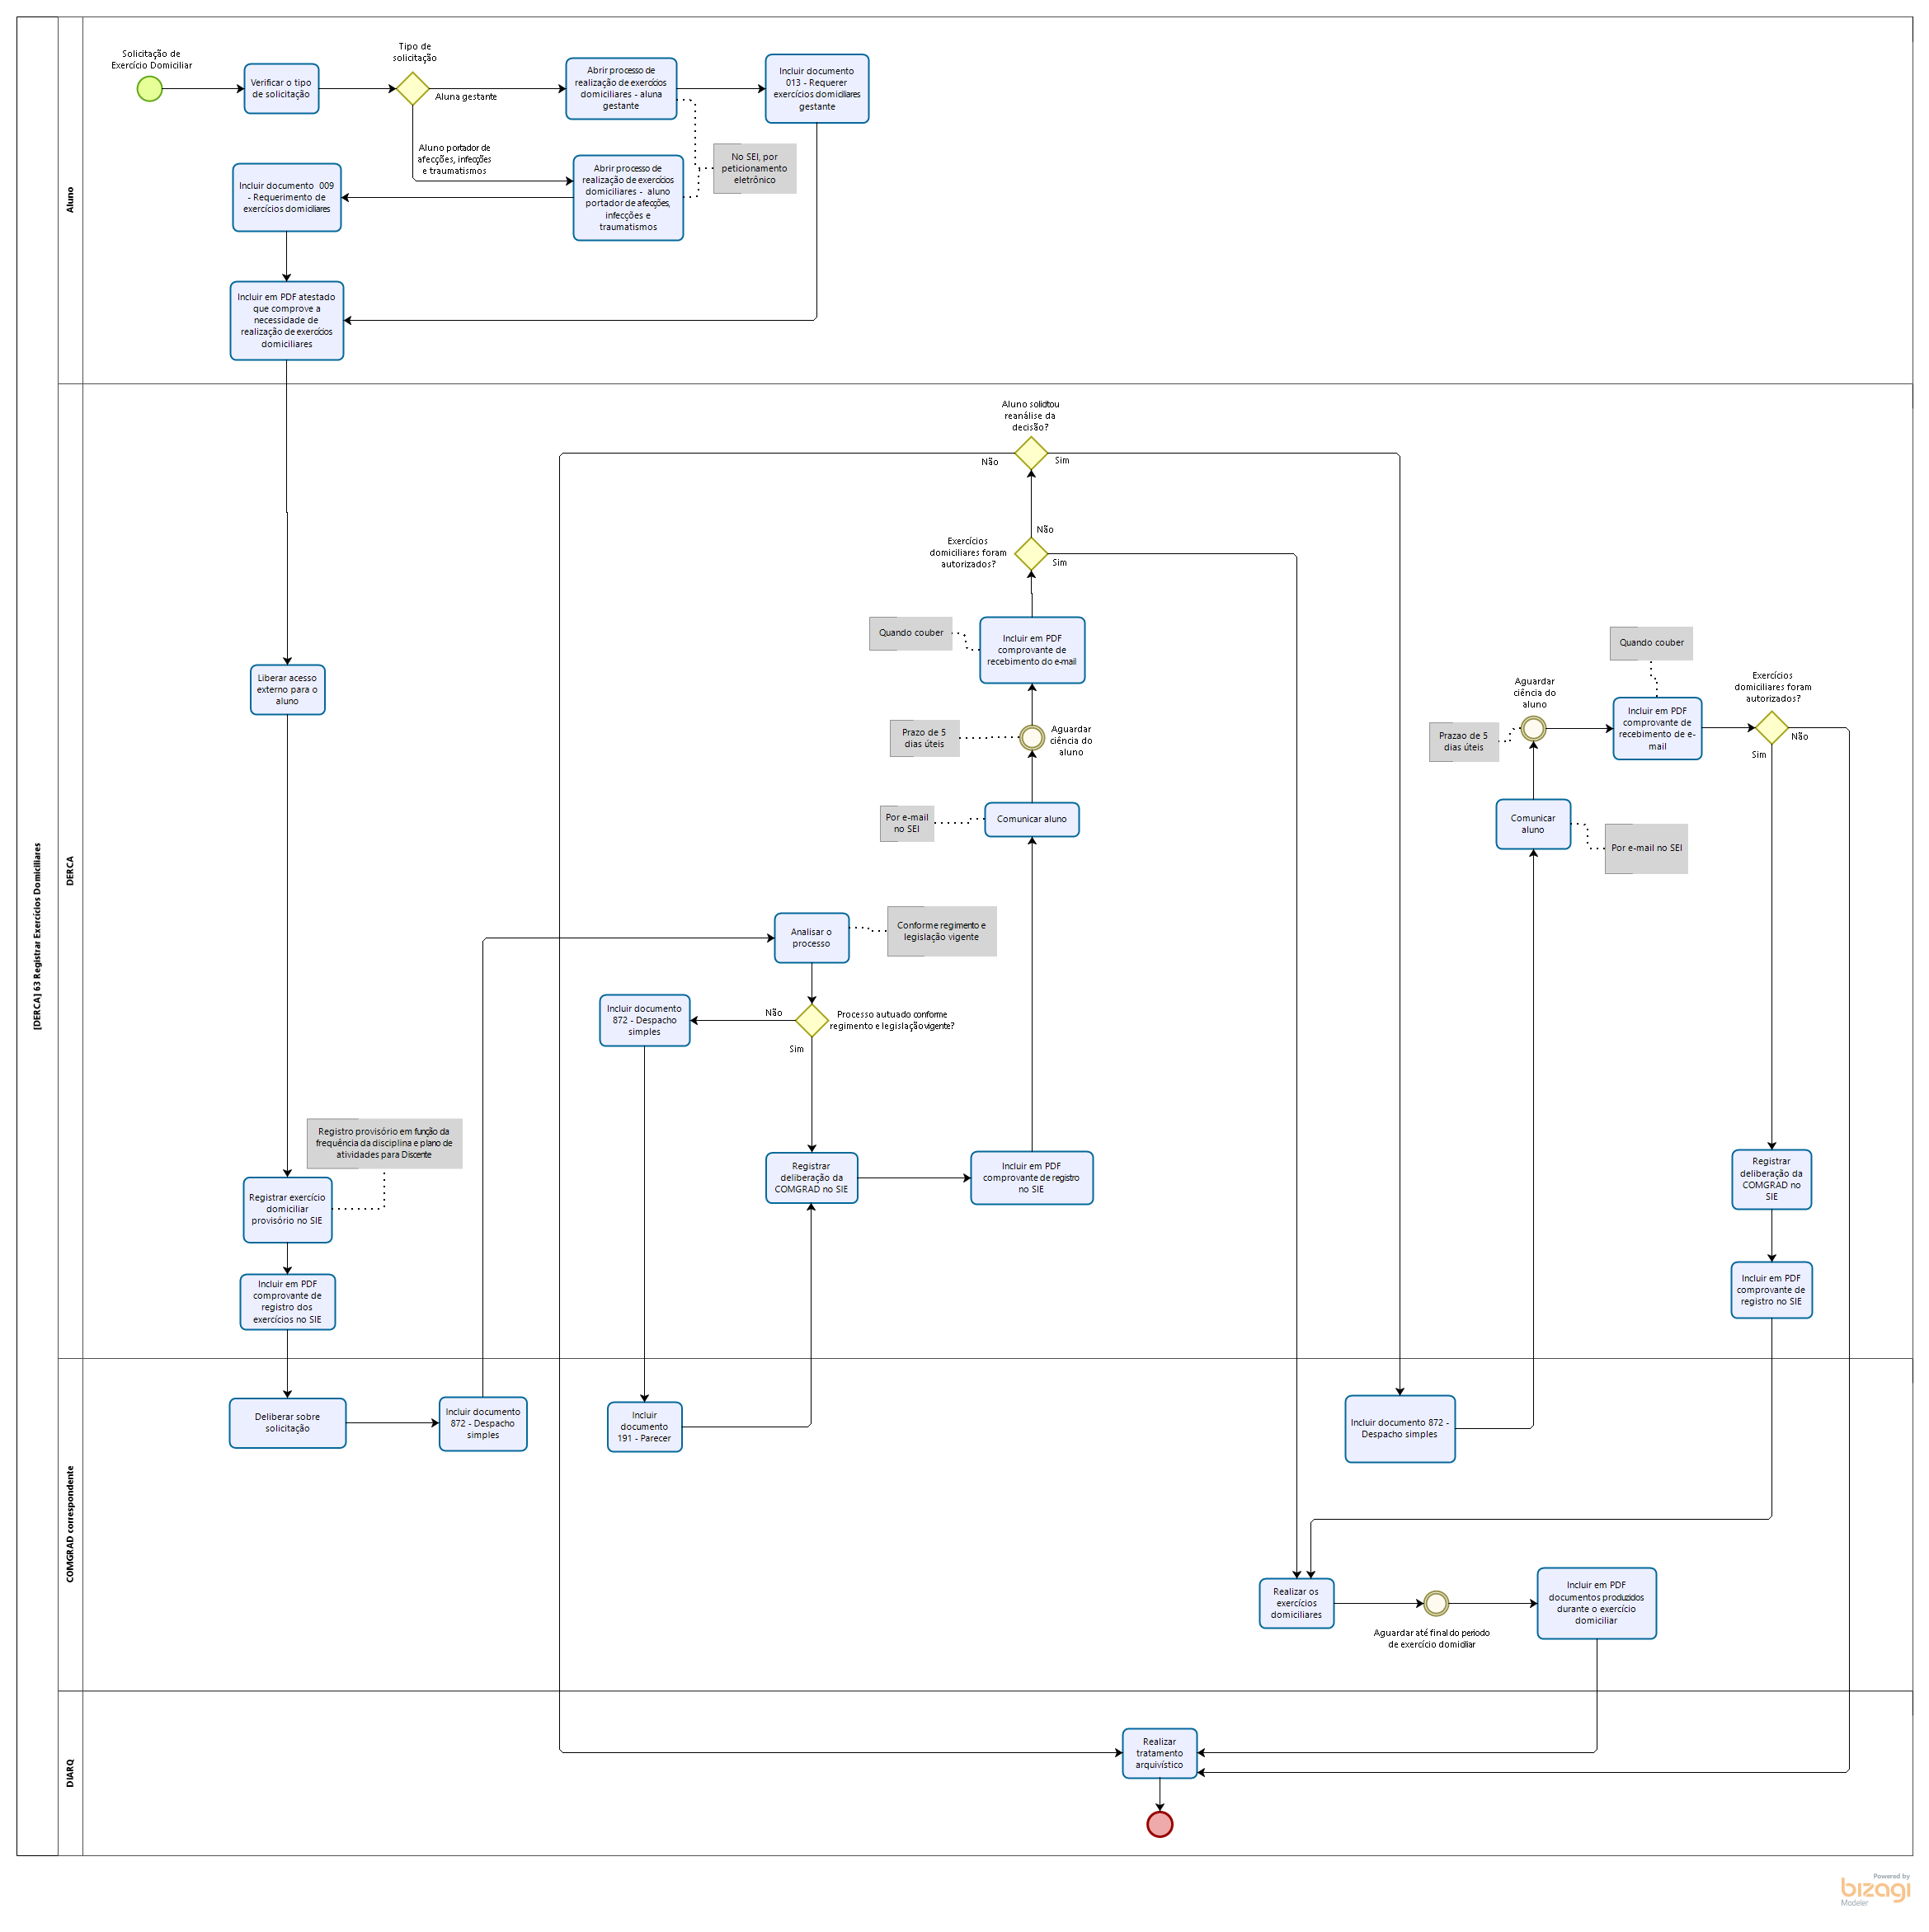 [DERCA] 63 Registrar Exercícios Domiciliares
Aluno
Solicitação de
Exercício Domiciliar
Verificar o tipo
de solicitação
Tipo de
solicitação
Aluna gestante
Abrir processo de
realização de exercícios
domiciliares - aluna
gestante
Incluir documento
013 - Requerer
exercícios domiciliares
gestante
Aluno portador de
afecções, infecções
e traumatismos
Abrir processo de
realização de exercícios
domiciliares - aluno
portador de afecções,
infecções e
traumatismos
No SEI, por
peticionamento
eletrônico
Incluir documento 009
- Requerimento de
exercícios domiciliares
Incluir em PDF atestado
que comprove a
necessidade de
realização de exercícios
domiciliares
DERCA
Aluno solicitou
reanálise da
decisão?
Não
Sim
Não
Exercícios
domiciliares foram
autorizados?
Sim
Quando couber
Incluir em PDF
comprovante de
recebimento do e-mail
Prazo de 5
dias úteis
Aguardar
ciência do
aluno
Por e-mail
no SEI
Comunicar aluno
Liberar acesso
externo para o
aluno
Quando couber
Aguardar
ciência do
aluno
Prazao de 5
dias úteis
Incluir em PDF
comprovante de
recebimento de e-
mail
Exercícios
domiciliares foram
autorizados?
Não
Sim
Comunicar
aluno
Por e-mail no SEI
Analisar o
processo
Conforme regimento e
legislação vigente
Incluir documento
872 - Despacho
simples
Não
Processo autuado conforme
regimento e legislação vigente?
Sim
Registro provisório em função da
frequência da disciplina e plano de
atividades para Discente
Registrar exercício
domiciliar
provisório no SIE
Registrar
deliberação da
COMGRAD no SIE
Incluir em PDF
comprovante de registro
no SIE
Registrar
deliberação da
COMGRAD no
SIE
Incluir em PDF
comprovante de
registro dos
exercícios no SIE
Incluir em PDF
comprovante de
registro no SIE
COMGRAD correspondente
Deliberar sobre
solicitação
Incluir documento
872 - Despacho
simples
Incluir
documento
191 - Parecer
Incluir documento 872 -
Despacho simples
Realizar os
exercícios
domiciliares
Aguardar até final do periodo
de exercício domicliar
Incluir em PDF
documentos produzidos
durante o exercício
domiciliar
DIARQ
Realizar
tratamento
arquivístico
Powered by
bizagi
Modeler